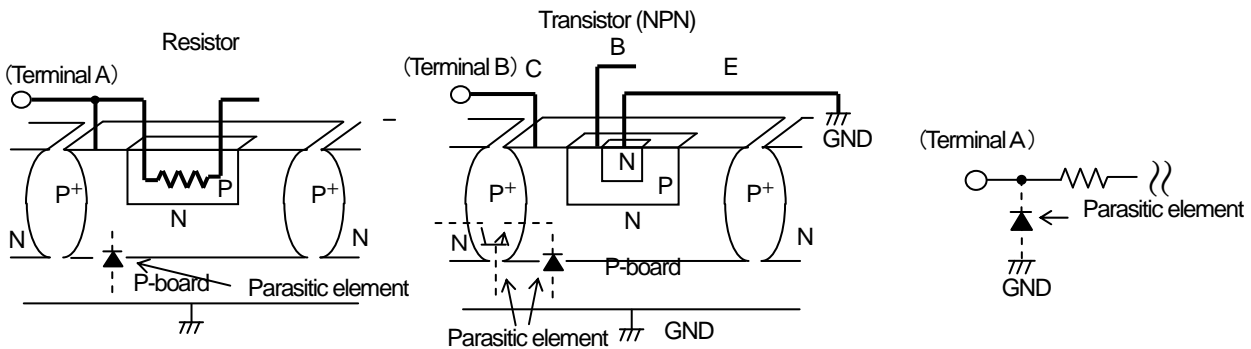 Resistor
(Terminal A)
P+
N
P
N
P+
N
P-board
Parasitic element
Transistor (NPN)
(Terminal B)
C
B
E
GND
P+
N
N
P
N
P+
N
P-board
Parasitic element
GND
(Terminal A)
Parasitic element
GND